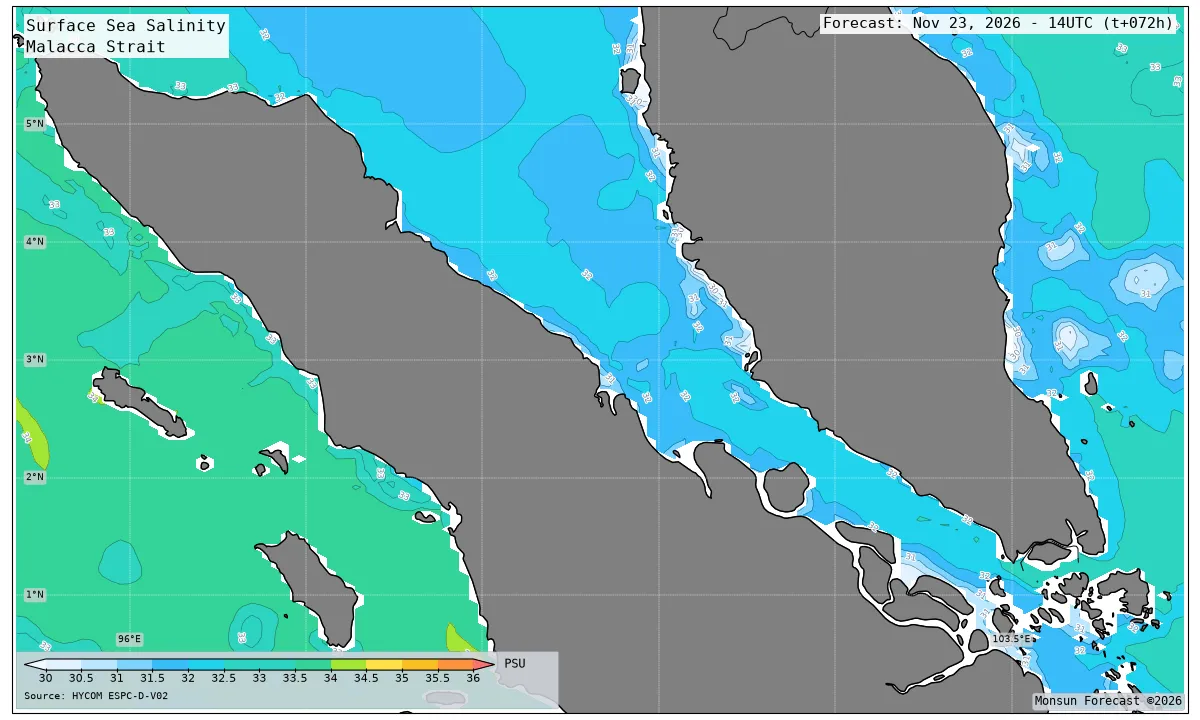 Surface Sea Salinity
Malacca Strait
Forecast: Nov 23, 2026 - 14UTC (t+072h)
5°N
4°N
3°N
2°N
1°N
96°E
103.5°E
30 30.5 31 31.5 32 32.5 33 33.5 34 34.5 35 35.5 36
PSU
Source: HYCOM ESPC-D-V02
Monsun Forecast ©2026